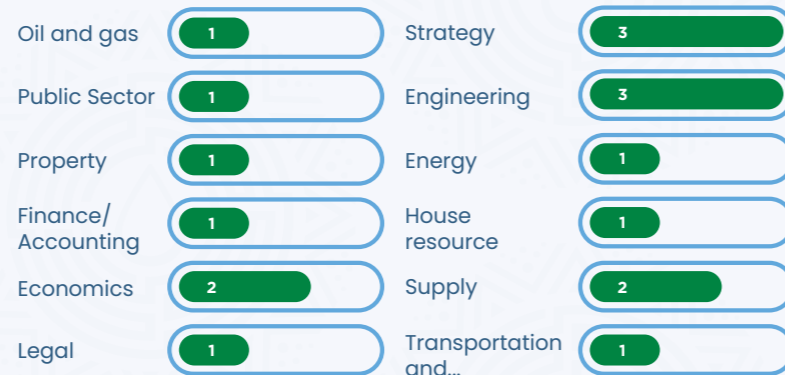 Oil and gas 1
Public Sector 1
Property 1
Finance/
Accounting 1
Economics 2
Legal 1
Strategy 3
Engineering 3
Energy 1
House
resource 1
Supply 2
Transportation
and... 1